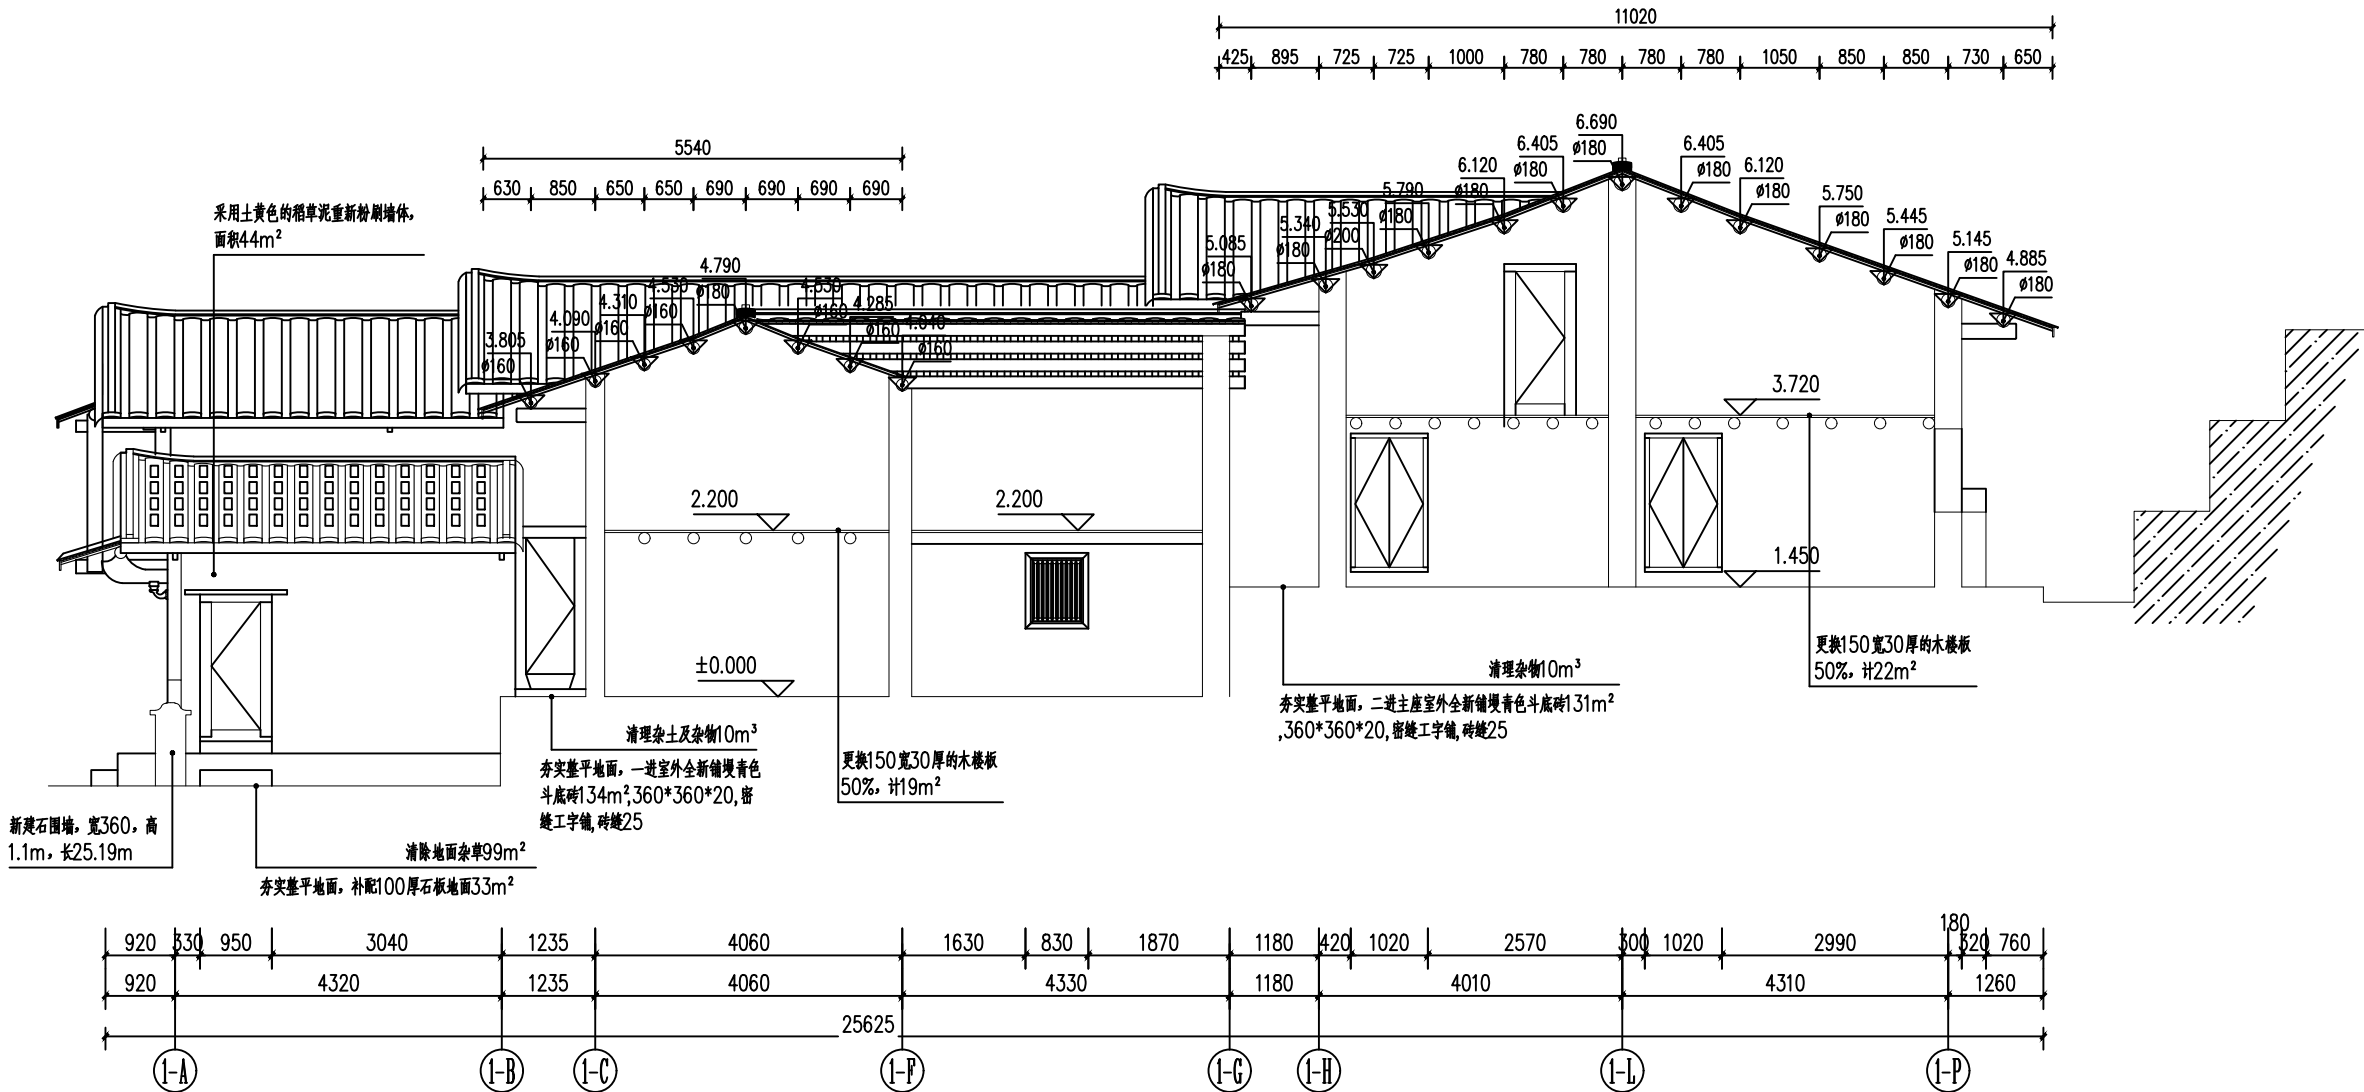 11020
425 895 725 725 1000 780 780 780 780 1050 850 850 730 650
5540
630 850 650 650 690 690 690 690
采用土黄色的稻草泥重新粉刷墙体，
面积44m²
3.805
ø160
4.090
ø160
4.310
ø160
4.530
ø160
4.790
ø180
4.530
ø160
4.285
ø160
4.040
ø160
5.085
ø180
5.340
ø180
5.530
ø200
5.790
ø180
6.120
ø180
6.405
ø180
6.690
ø180
6.405
ø180
6.120
ø180
5.750
ø180
5.445
ø180
5.145
ø180
4.885
ø180
3.720
2.200
2.200
1.450
±0.000
更换150宽30厚的木楼板
50%，计22m²
清理杂物10m³
夯实整平地面，二进主座室外全新铺墁青色斗底砖131m²
,360*360*20,密缝工字铺,砖缝25
清理杂土及杂物10m³
夯实整平地面，一进室外全新铺墁青色
斗底砖134m²,360*360*20,密
缝工字铺,砖缝25
更换150宽30厚的木楼板
50%，计19m²
新建石围墙，宽360，高
1.1m，长25.19m
清除地面杂草99m²
夯实整平地面，补配100厚石板地面33m²
920 330 950 3040 1235 4060 1630 830 1870 1180 420 1020 2570 300 1020 2990 180 320 760
920 4320 1235 4060 4330 1180 4010 4310 1260
25625
1-A 1-B 1-C 1-F 1-G 1-H 1-L 1-P